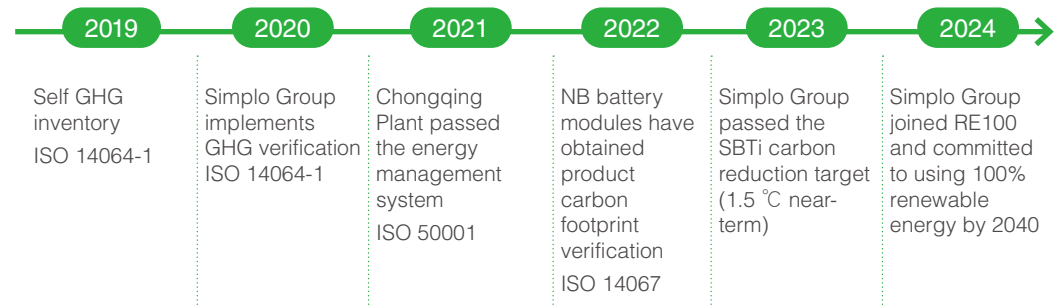 2019
2020
2021
2022
2023
2024
Self GHG
inventory
ISO 14064-1
Simplo Group
implements
GHG verification
ISO 14064-1
Chongqing
Plant passed
the energy
management
system
ISO 50001
NB battery
modules have
obtained
product
carbon
footprint
verification
ISO 14067
Simplo Group
passed the
SBTi carbon
reduction target
(1.5 ℃ near-
term)
Simplo Group
joined RE100
and committed
to using 100%
renewable
energy by 2040